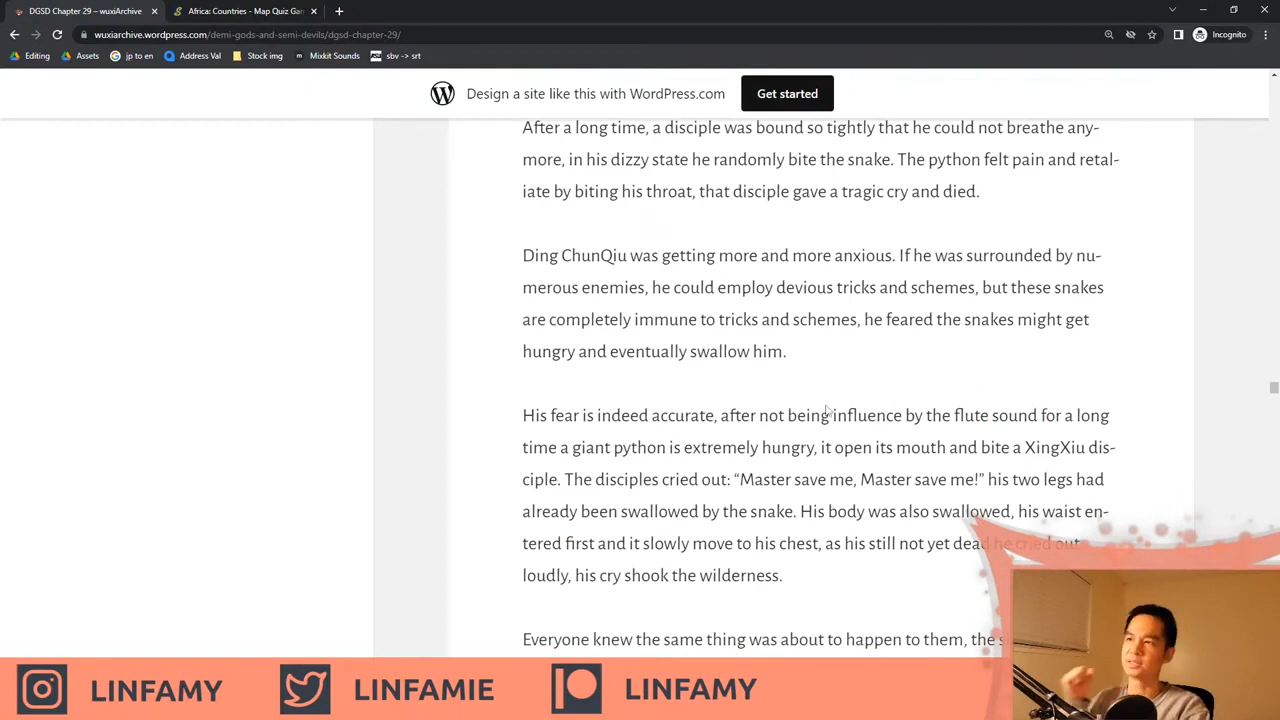 DGSD Chapter 29 – wuxiArchive
Africa: Countries - Map Quiz Gam
wuxiarchive.wordpress.com/demi-gods-and-semi-devils/dgsd-chapter-29/
Incognito
Editing
Assets
jp to en
Address Val
Stock img
Mixkit Sounds
sbv -> srt
Design a site like this with WordPress.com
Get started
After a long time, a disciple was bound so tightly that he could not breathe any-
more, in his dizzy state he randomly bite the snake. The python felt pain and retal-
iate by biting his throat, that disciple gave a tragic cry and died.
Ding ChunQiu was getting more and more anxious. If he was surrounded by nu-
merous enemies, he could employ devious tricks and schemes, but these snakes
are completely immune to tricks and schemes, he feared the snakes might get
hungry and eventually swallow him.
His fear is indeed accurate, after not being influence by the flute sound for a long
time a giant python is extremely hungry, it open its mouth and bite a XingXiu dis-
ciple. The disciples cried out: “Master save me, Master save me!” his two legs had
already been swallowed by the snake. His body was also swallowed, his waist en-
tered first and it slowly move to his chest, as his still not yet dead he cried out
loudly, his cry shook the wilderness.
Everyone knew the same thing was about to happen to them, the
LINFAMY
LINFAMIE
LINFAMY